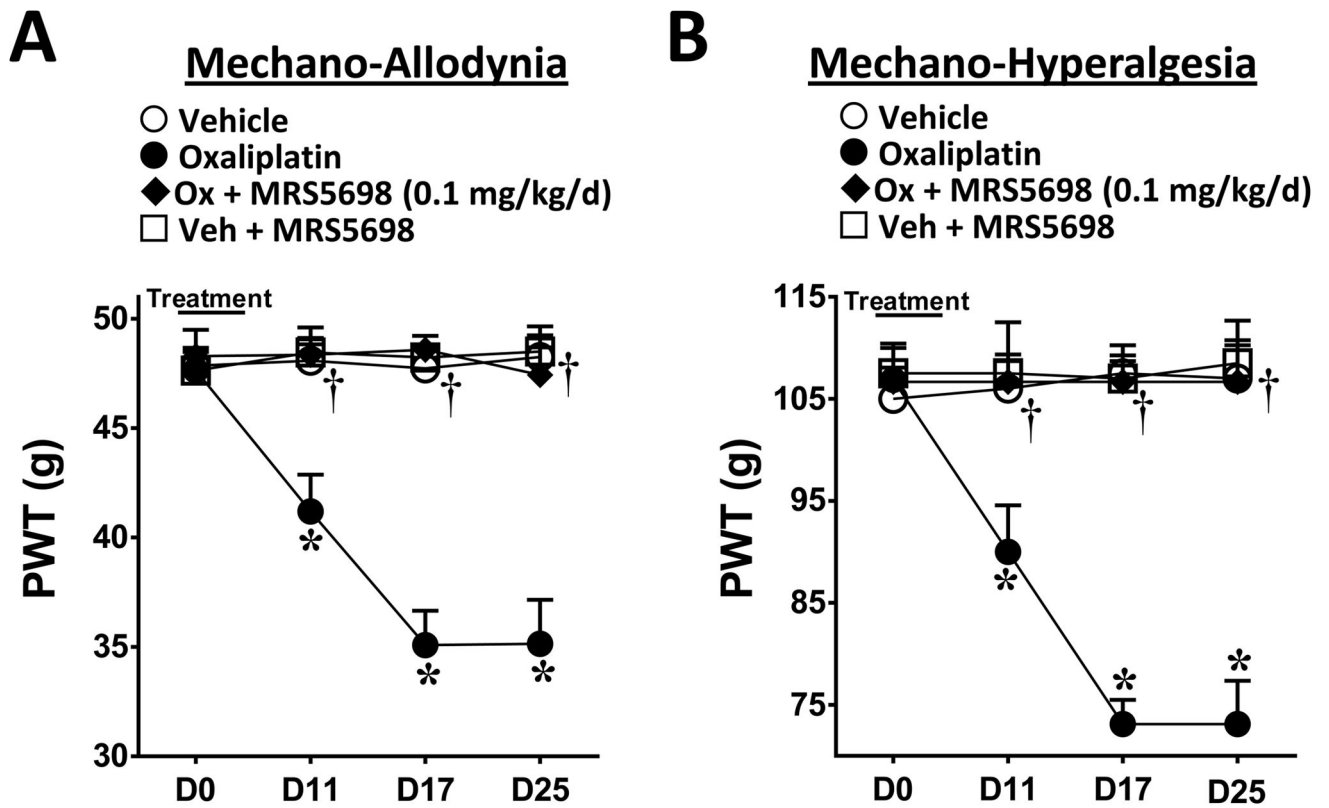 A
Mechano-Allodynia
Vehicle
Oxaliplatin
Ox + MRS5698 (0.1 mg/kg/d)
Veh + MRS5698
Treatment
50
45
40
35
30
PWT (g)
†
†
†
*
*
*
D0 D11 D17 D25
B
Mechano-Hyperalgesia
Vehicle
Oxaliplatin
Ox + MRS5698 (0.1 mg/kg/d)
Veh + MRS5698
Treatment
115
105
95
85
75
PWT (g)
†
†
†
*
*
*
D0 D11 D17 D25